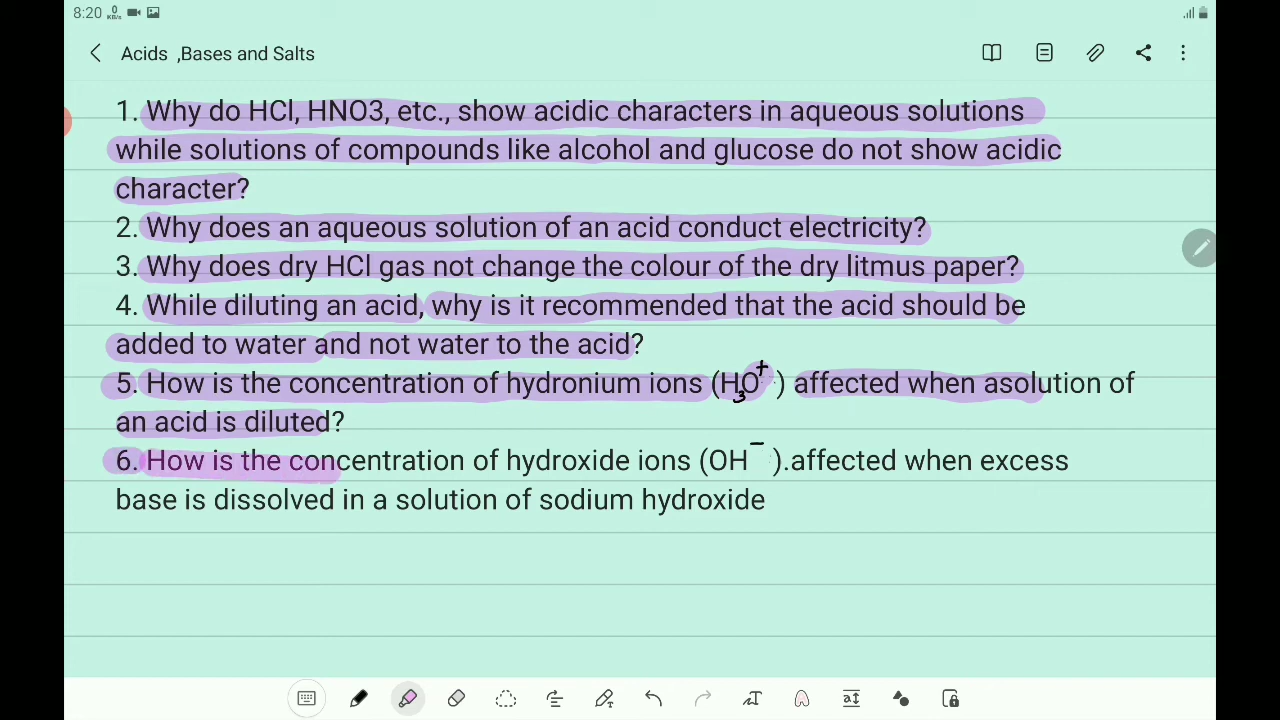 8:20 0 KB/s
Acids ,Bases and Salts
1. Why do HCl, HNO3, etc., show acidic characters in aqueous solutions
while solutions of compounds like alcohol and glucose do not show acidic
character?
2. Why does an aqueous solution of an acid conduct electricity?
3. Why does dry HCl gas not change the colour of the dry litmus paper?
4. While diluting an acid, why is it recommended that the acid should be
added to water and not water to the acid?
5. How is the concentration of hydronium ions (H₃O⁺ ) affected when asolution of
an acid is diluted?
6. How is the concentration of hydroxide ions (OH⁻ ).affected when excess
base is dissolved in a solution of sodium hydroxide